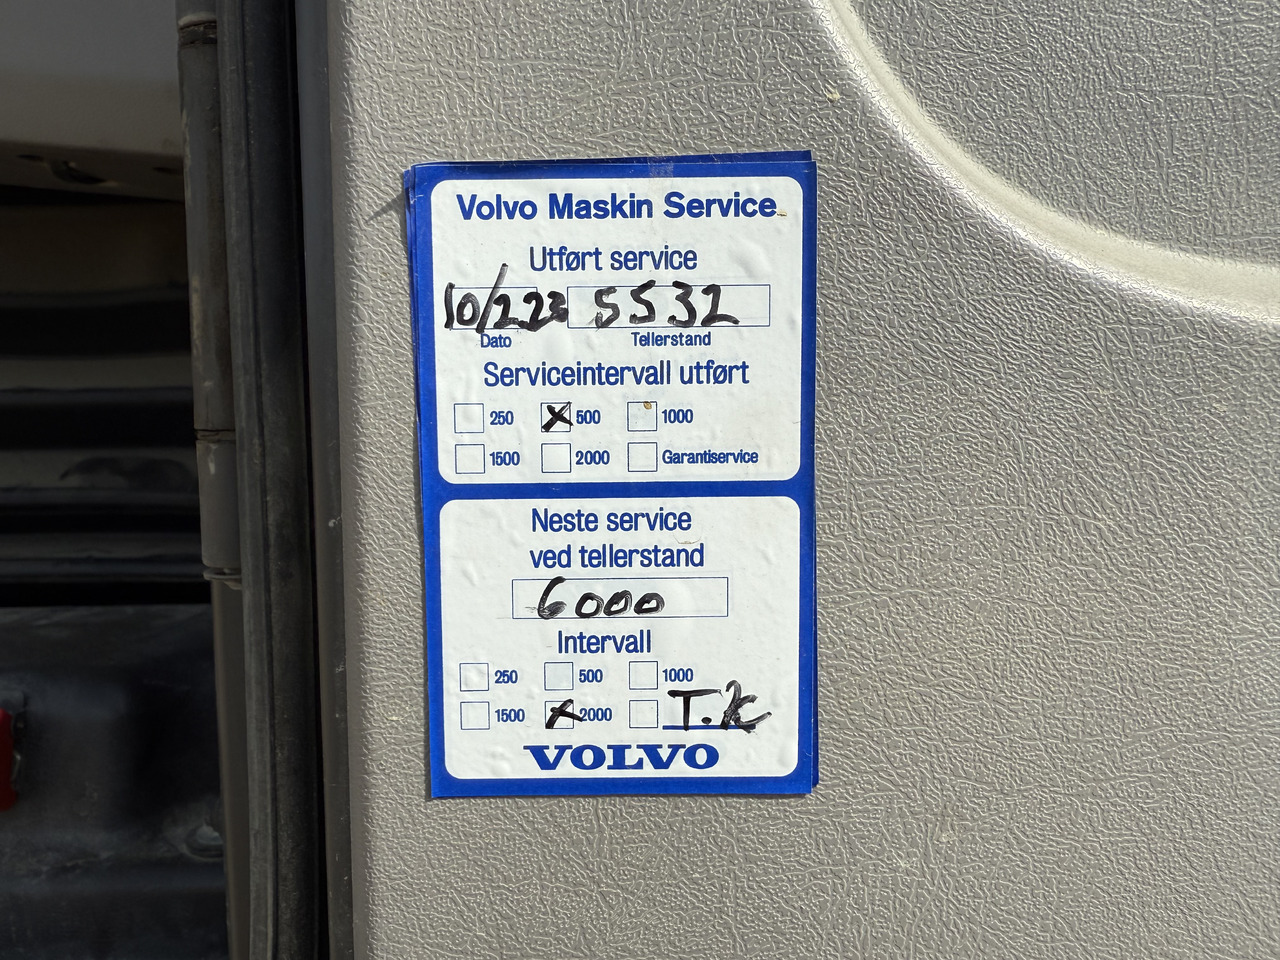 Volvo Maskin Service
Utført service
10/2 23 5532
Dato Tellerstand
Serviceintervall utført
250 500 1000
1500 2000 Garantiservice
Neste service
ved tellerstand
6000
Intervall
250 500 1000
1500 2000 T.K
VOLVO